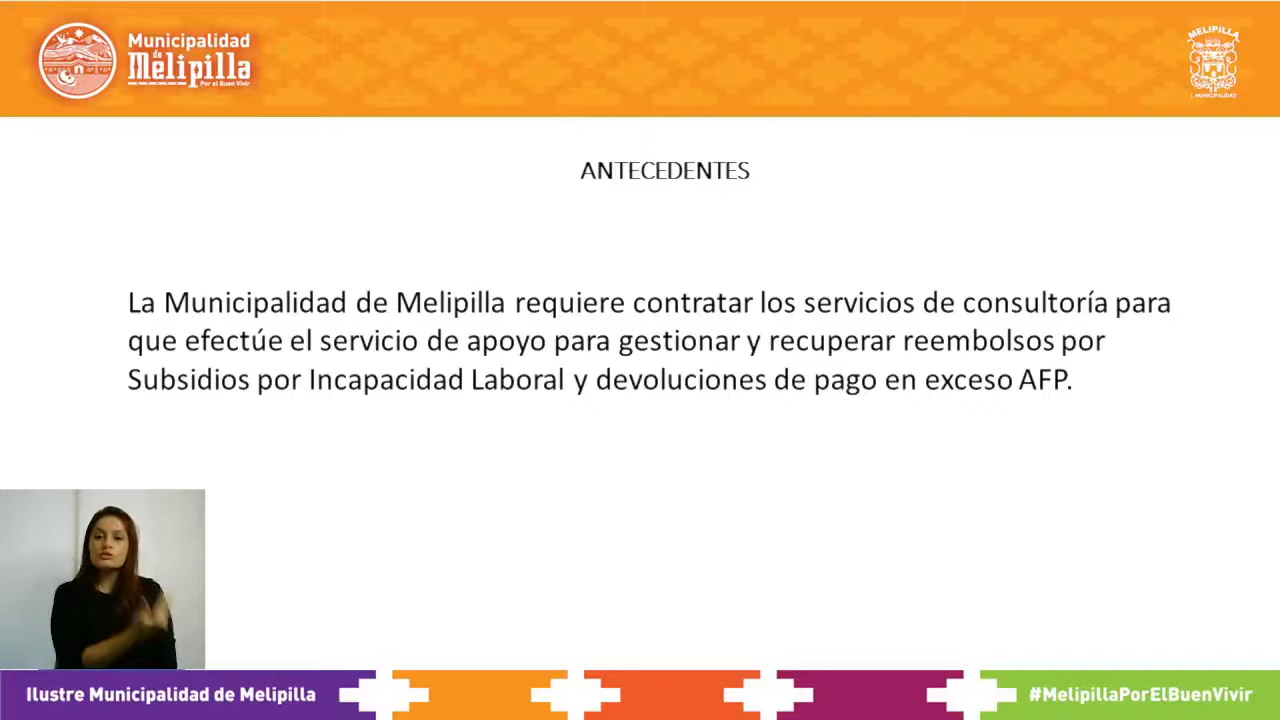 Municipalidad
de
Melipilla
Por el Buen Vivir
MELIPILLA
I. MUNICIPALIDAD
ANTECEDENTES
La Municipalidad de Melipilla requiere contratar los servicios de consultoría para
que efectúe el servicio de apoyo para gestionar y recuperar reembolsos por
Subsidios por Incapacidad Laboral y devoluciones de pago en exceso AFP.
Ilustre Municipalidad de Melipilla
#MelipillaPorElBuenVivir